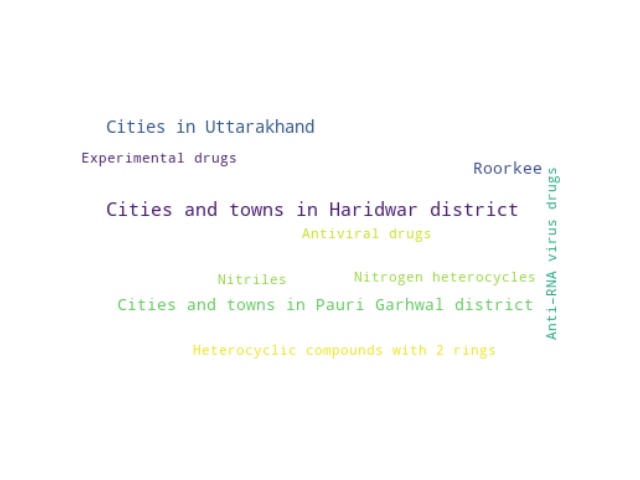 Cities in Uttarakhand
Experimental drugs
Roorkee
Anti-RNA virus drugs
Cities and towns in Haridwar district
Antiviral drugs
Nitriles
Nitrogen heterocycles
Cities and towns in Pauri Garhwal district
Heterocyclic compounds with 2 rings